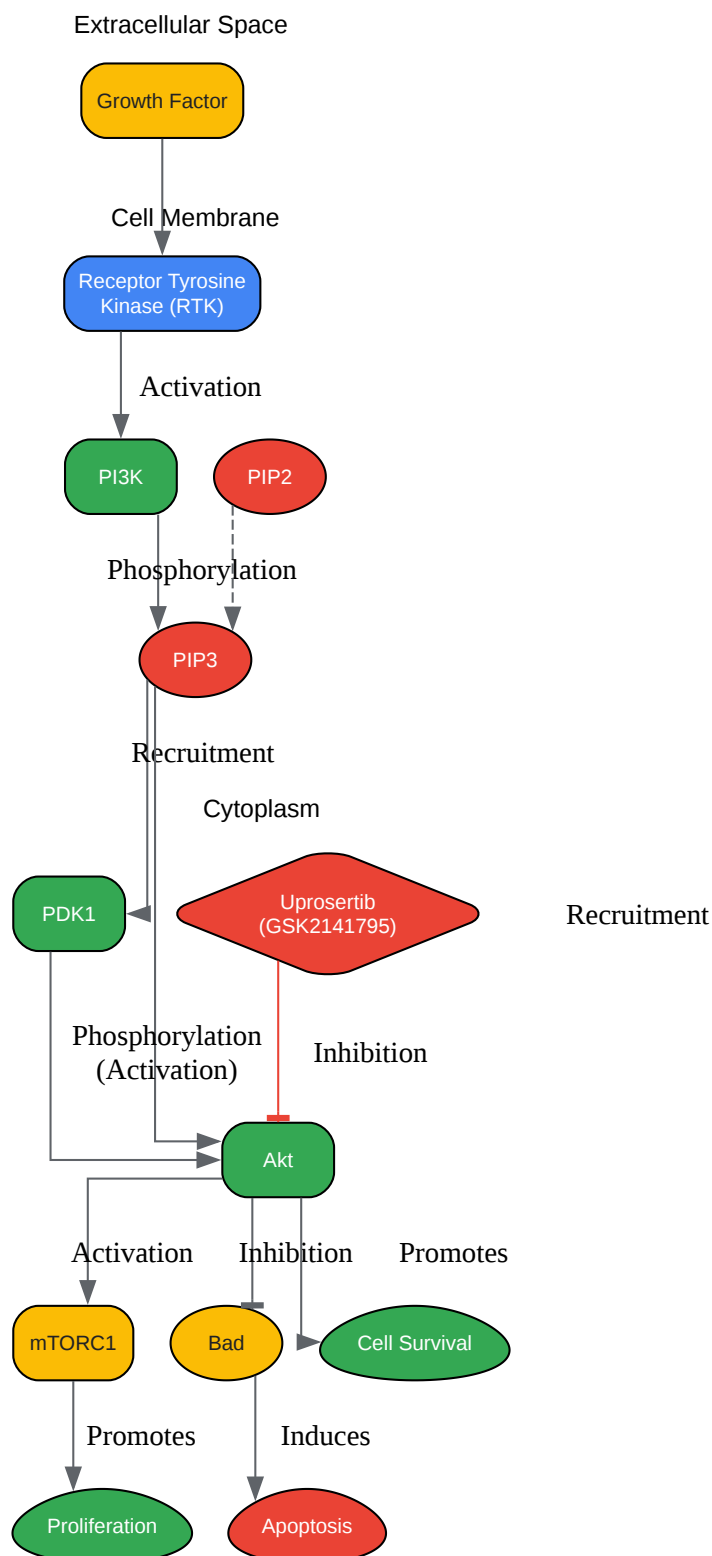 Extracellular Space
Growth Factor
Cell Membrane
Receptor Tyrosine
Kinase (RTK)
Activation
PI3K
PIP2
Phosphorylation
PIP3
Recruitment
Cytoplasm
PDK1
Uprosertib
(GSK2141795)
Recruitment
Phosphorylation
(Activation)
Inhibition
Akt
Activation
Inhibition
Promotes
mTORC1
Bad
Cell Survival
Promotes
Induces
Proliferation
Apoptosis